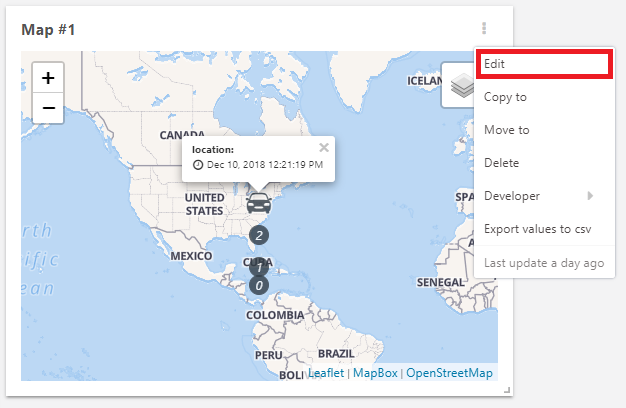 Map #1
+
−
Edit
Copy to
Move to
Delete
Developer
Export values to csv
Last update a day ago
ICELAN
CANADA
location:
×
Dec 10, 2018 12:21:19 PM
UNITED
STATES
SPA
2
MEXICO
CUBA
1
0
SENEGAL
rth
cific
ean
COLOMBIA
PERU
BRAZIL
BOLIV
Leaflet | MapBox | OpenStreetMap